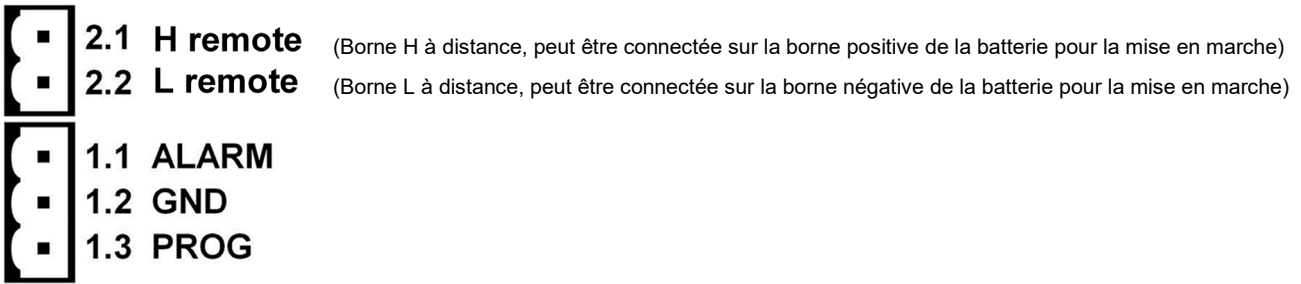 2.1 H remote (Borne H à distance, peut être connectée sur la borne positive de la batterie pour la mise en marche)
2.2 L remote (Borne L à distance, peut être connectée sur la borne négative de la batterie pour la mise en marche)
1.1 ALARM
1.2 GND
1.3 PROG